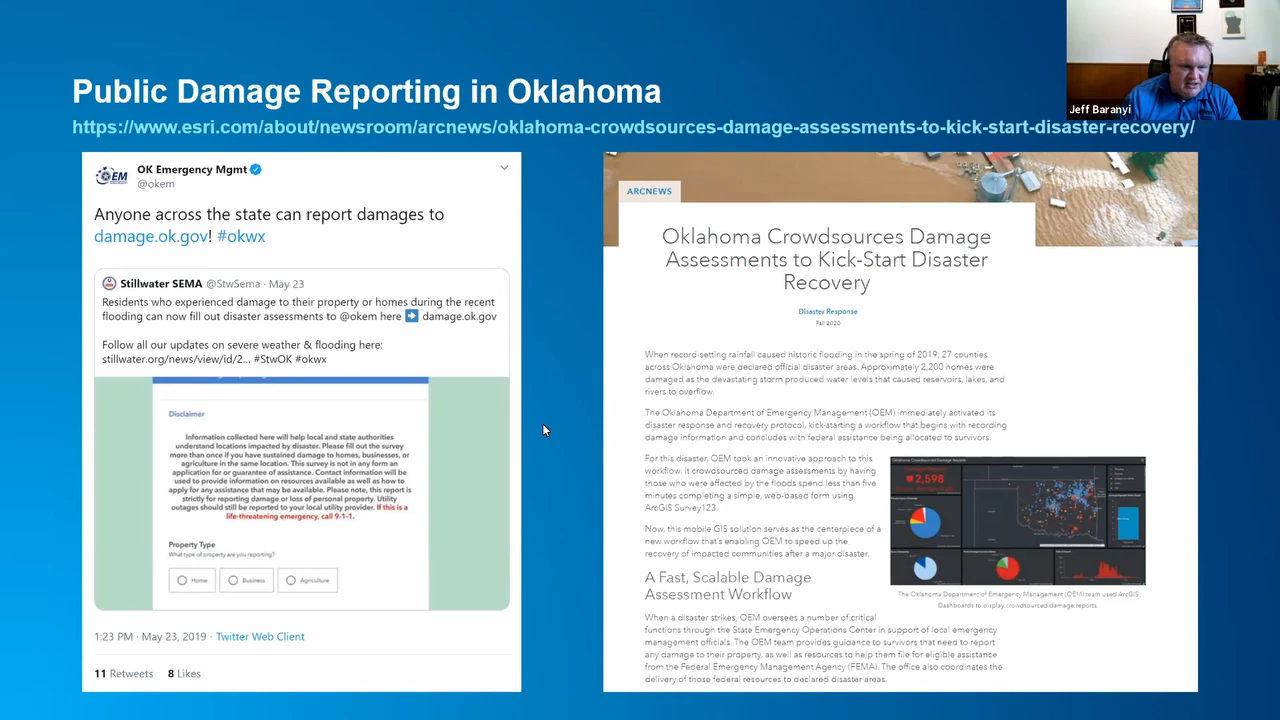 Public Damage Reporting in Oklahoma
https://www.esri.com/about/newsroom/arcnews/oklahoma-crowdsources-damage-assessments-to-kick-start-disaster-recovery/
Jeff Baranyi
EM
OK Emergency Mgmt
@okem
Anyone across the state can report damages to
damage.ok.gov! #okwx
Stillwater SEMA @StwSema · May 23
Residents who experienced damage to their property or homes during the recent
flooding can now fill out disaster assessments to @okem here ➡ damage.ok.gov
Follow all our updates on severe weather & flooding here:
stillwater.org/news/view/id/2... #StwOK #okwx
Disclaimer
Information collected here will help local and state authorities
understand locations impacted by disaster. Please fill out the survey
more than once if you have sustained damage to homes, businesses, or
agriculture in the same location. This survey is not in any form an
application for guarantee of assistance. Contact information will be
used to provide information on resources available as well as how to
apply for any assistance that may be available. Please note, this report is
strictly for reporting damage or loss of personal property. Utility
outages should still be reported to your local utility provider. If this is a
life-threatening emergency, call 9-1-1.
Property Type
What type of property are you reporting?
Home
Business
Agriculture
1:23 PM · May 23, 2019 · Twitter Web Client
11 Retweets 8 Likes
ARCNEWS
Oklahoma Crowdsources Damage
Assessments to Kick-Start Disaster
Recovery
Disaster Response
Fall 2020
When record-setting rainfall caused historic flooding in the spring of 2019, 27 counties
across Oklahoma were declared official disaster areas. Approximately 2,200 homes were
damaged as the devastating storm produced water levels that caused reservoirs, lakes, and
rivers to overflow.
The Oklahoma Department of Emergency Management (OEM) immediately activated its
disaster response and recovery protocol, kick-starting a workflow that begins with recording
damage information and concludes with federal assistance being allocated to survivors.
For this disaster, OEM took an innovative approach to this
workflow. It crowdsourced damage assessments by having
those who were affected by the floods spend less than five
minutes completing a simple, web-based form using
ArcGIS Survey123.
Now, this mobile GIS solution serves as the centerpiece of a
new workflow that's enabling OEM to speed up the
recovery of impacted communities after a major disaster.
2,598
The Oklahoma Department of Emergency Management (OEM) team used ArcGIS
Dashboards to display crowdsourced damage reports.
A Fast, Scalable Damage
Assessment Workflow
When a disaster strikes, OEM oversees a number of critical
functions through the State Emergency Operations Center in support of local emergency
management officials. The OEM team provides guidance to survivors that need to report
any damage to their property, as well as resources to help them file for eligible assistance
from the Federal Emergency Management Agency (FEMA). The office also coordinates the
delivery of those federal resources to declared disaster areas.